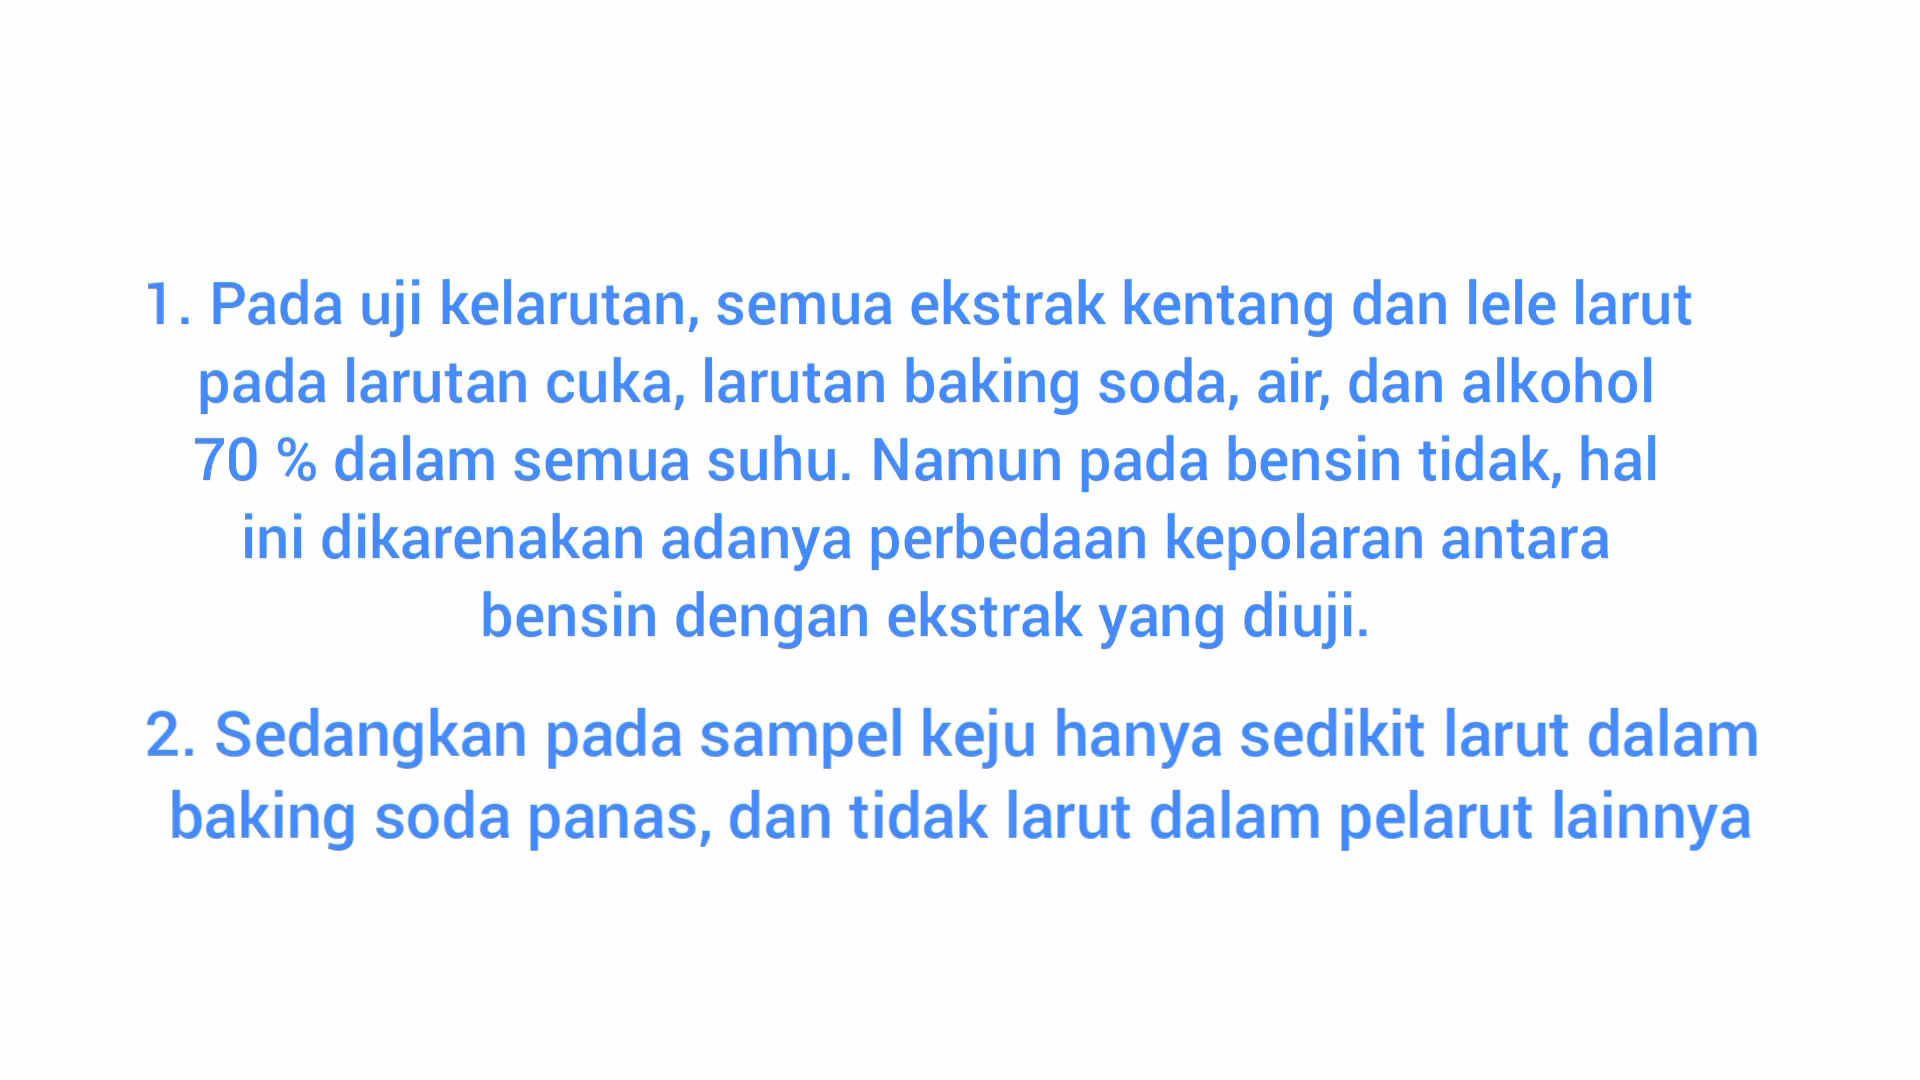 1. Pada uji kelarutan, semua ekstrak kentang dan lele larut
pada larutan cuka, larutan baking soda, air, dan alkohol
70 % dalam semua suhu. Namun pada bensin tidak, hal
ini dikarenakan adanya perbedaan kepolaran antara
bensin dengan ekstrak yang diuji.
2. Sedangkan pada sampel keju hanya sedikit larut dalam
baking soda panas, dan tidak larut dalam pelarut lainnya